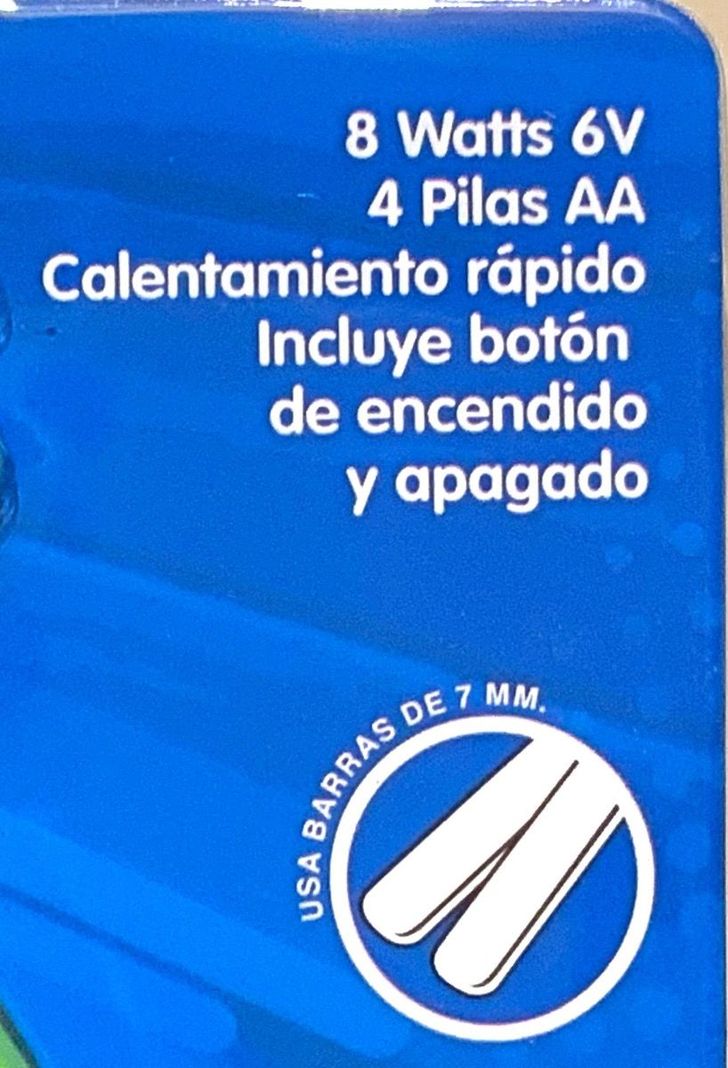 8 Watts 6V
4 Pilas AA
Calentamiento rápido
Incluye botón
de encendido
y apagado
USA BARRAS DE 7 MM.